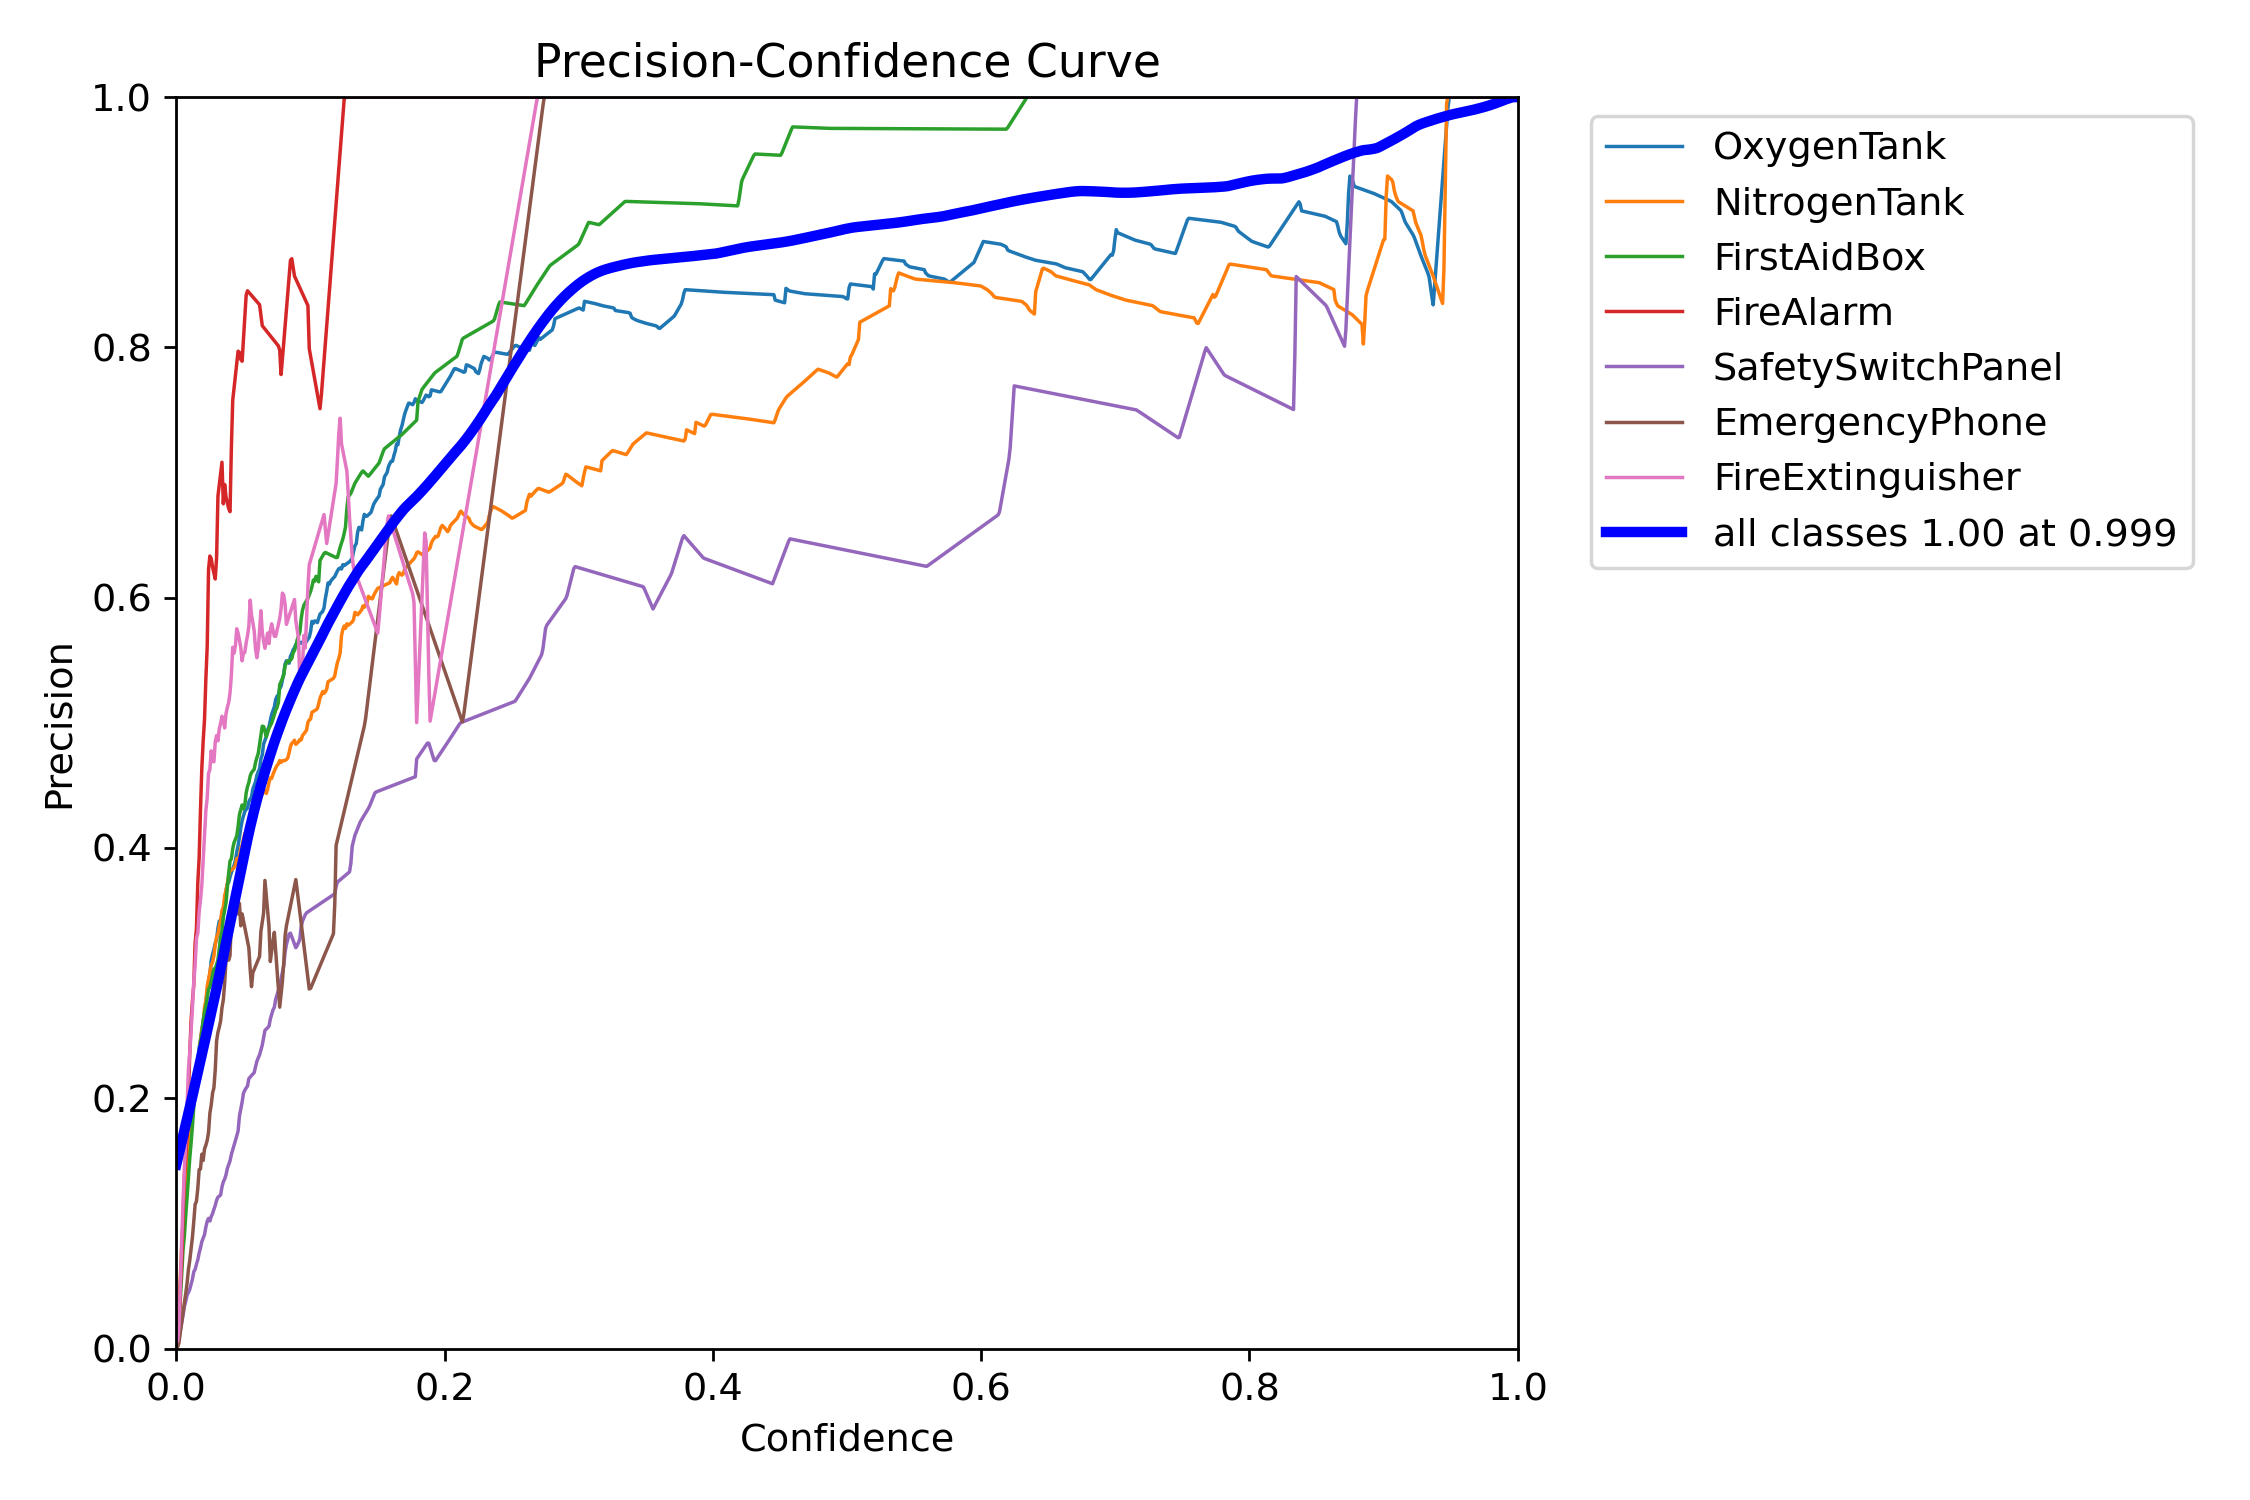 Precision-Confidence Curve
1.0
0.8
0.6
0.4
0.2
0.0
Precision
0.0 0.2 0.4 0.6 0.8 1.0
Confidence
OxygenTank
NitrogenTank
FirstAidBox
FireAlarm
SafetySwitchPanel
EmergencyPhone
FireExtinguisher
all classes 1.00 at 0.999